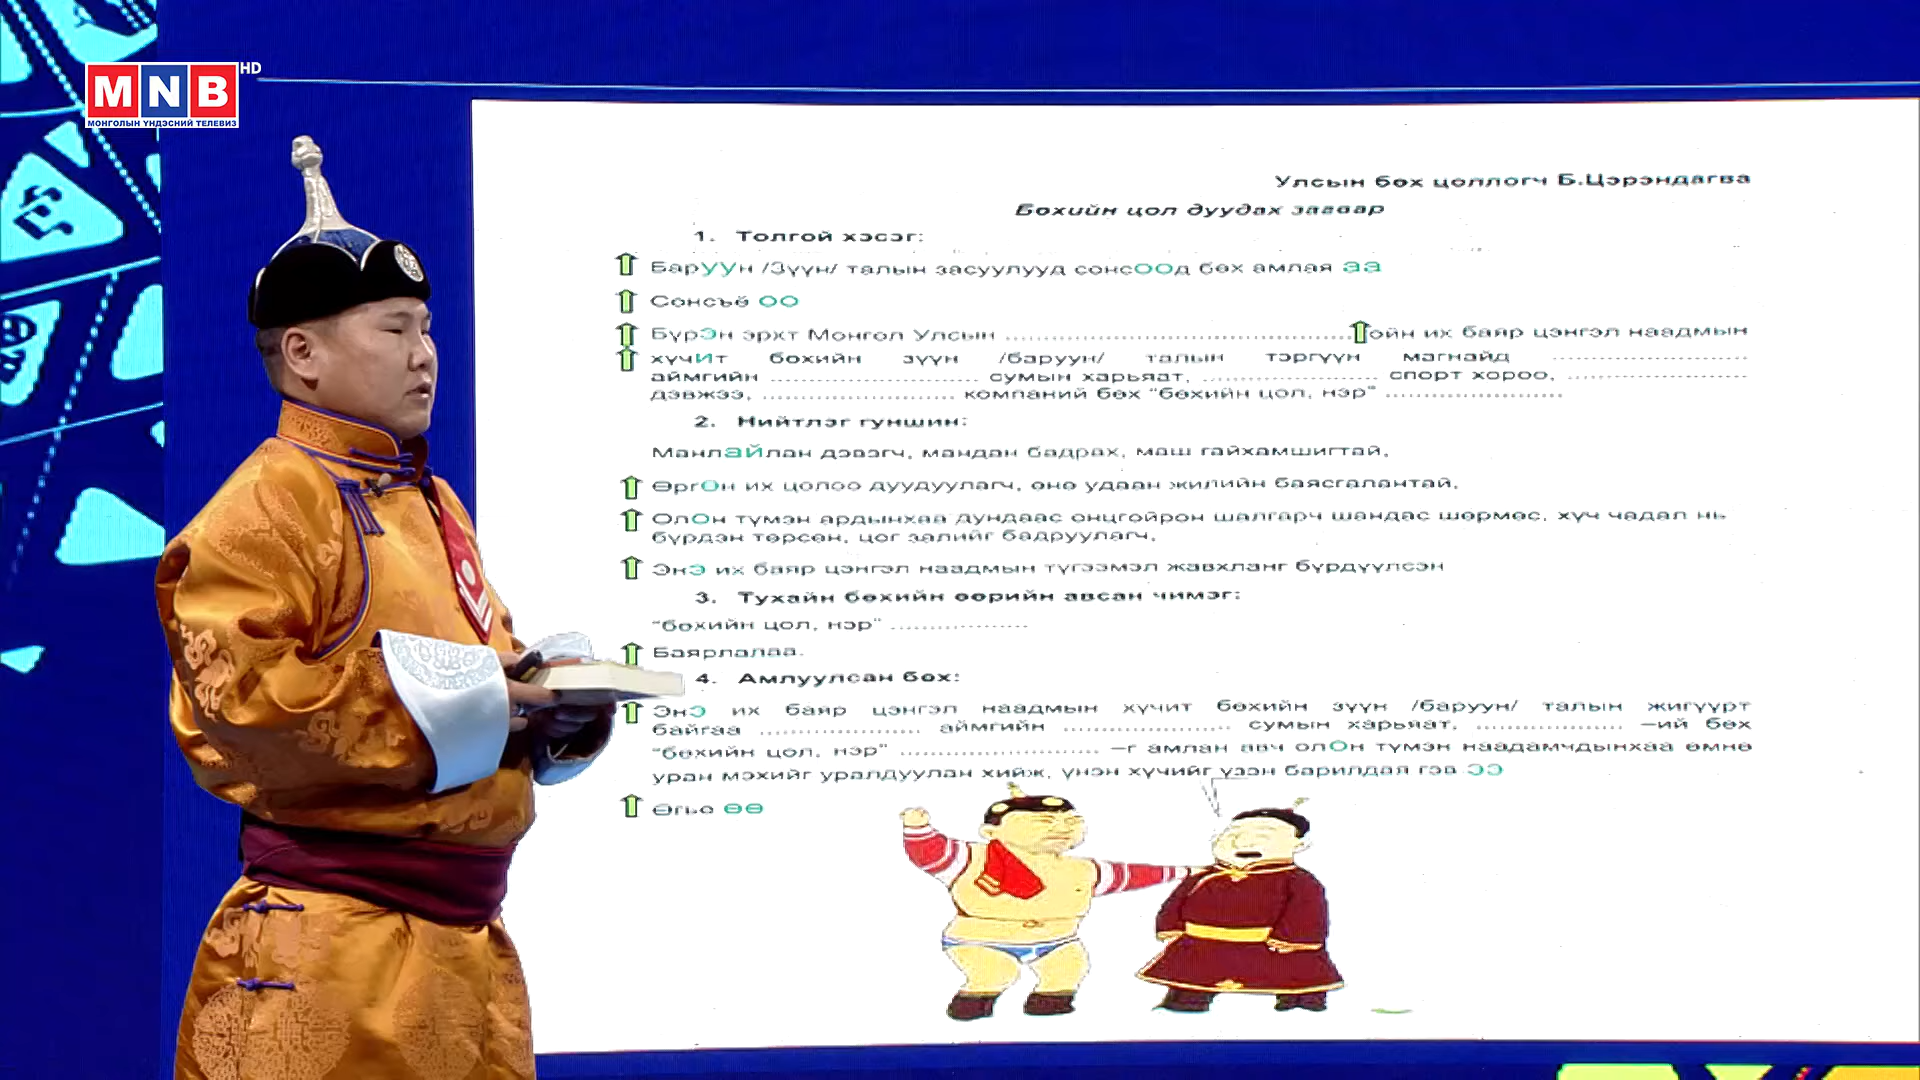 MNB HD
МОНГОЛЫН ҮНДЭСНИЙ ТЕЛЕВИЗ
Улсын бөх цоллогч Б.Цэрэндагва
Бөхийн цол дуудах загвар
1. Толгой хэсэг:
БарУУн /Зүүн/ талын засуулууд сонсООд бөх амлая аа
Сонсъё ОО
БүрЭн эрхт Монгол Улсын ........................................ ойн их баяр цэнгэл наадмын
хүчИт бөхийн зүүн /баруун/ талын тэргүүн магнайд ........................
аймгийн ........................ сумын харьяат, ........................ спорт хороо, ........................
дэвжээ, ........................ компаний бөх “бөхийн цол, нэр” ........................
2. Нийтлэг гуншин:
МанлАЙлан дэвэгч, мандан бадрах, маш гайхамшигтай,
ӨргӨн их цолоо дуудуулагч, өнө удаан жилийн баясгалантай,
ОлОн түмэн ардынхаа дундаас онцгойрон шалгарч шандас шөрмөс, хүч чадал нь
бүрдэн төрсөн, цог залийг бадруулагч,
ЭнЭ их баяр цэнгэл наадмын түгээмэл жавхланг бүрдүүлсэн
3. Тухайн бөхийн өөрийн авсан чимэг:
“бөхийн цол, нэр” ..................
Баярлалаа.
4. Амлуулсан бөх:
ЭнЭ их баяр цэнгэл наадмын хүчит бөхийн зүүн /баруун/ талын жигүүрт
байгаа .................... аймгийн .................... сумын харьяат, .................... –ий бөх
“бөхийн цол, нэр” ........................ –г амлан авч олОн түмэн наадамчдынхаа өмнө
уран мэхийг уралдуулан хийж, үнэн хүчийг үзэн барилдал гэв ЭЭ
Өгье ӨӨ